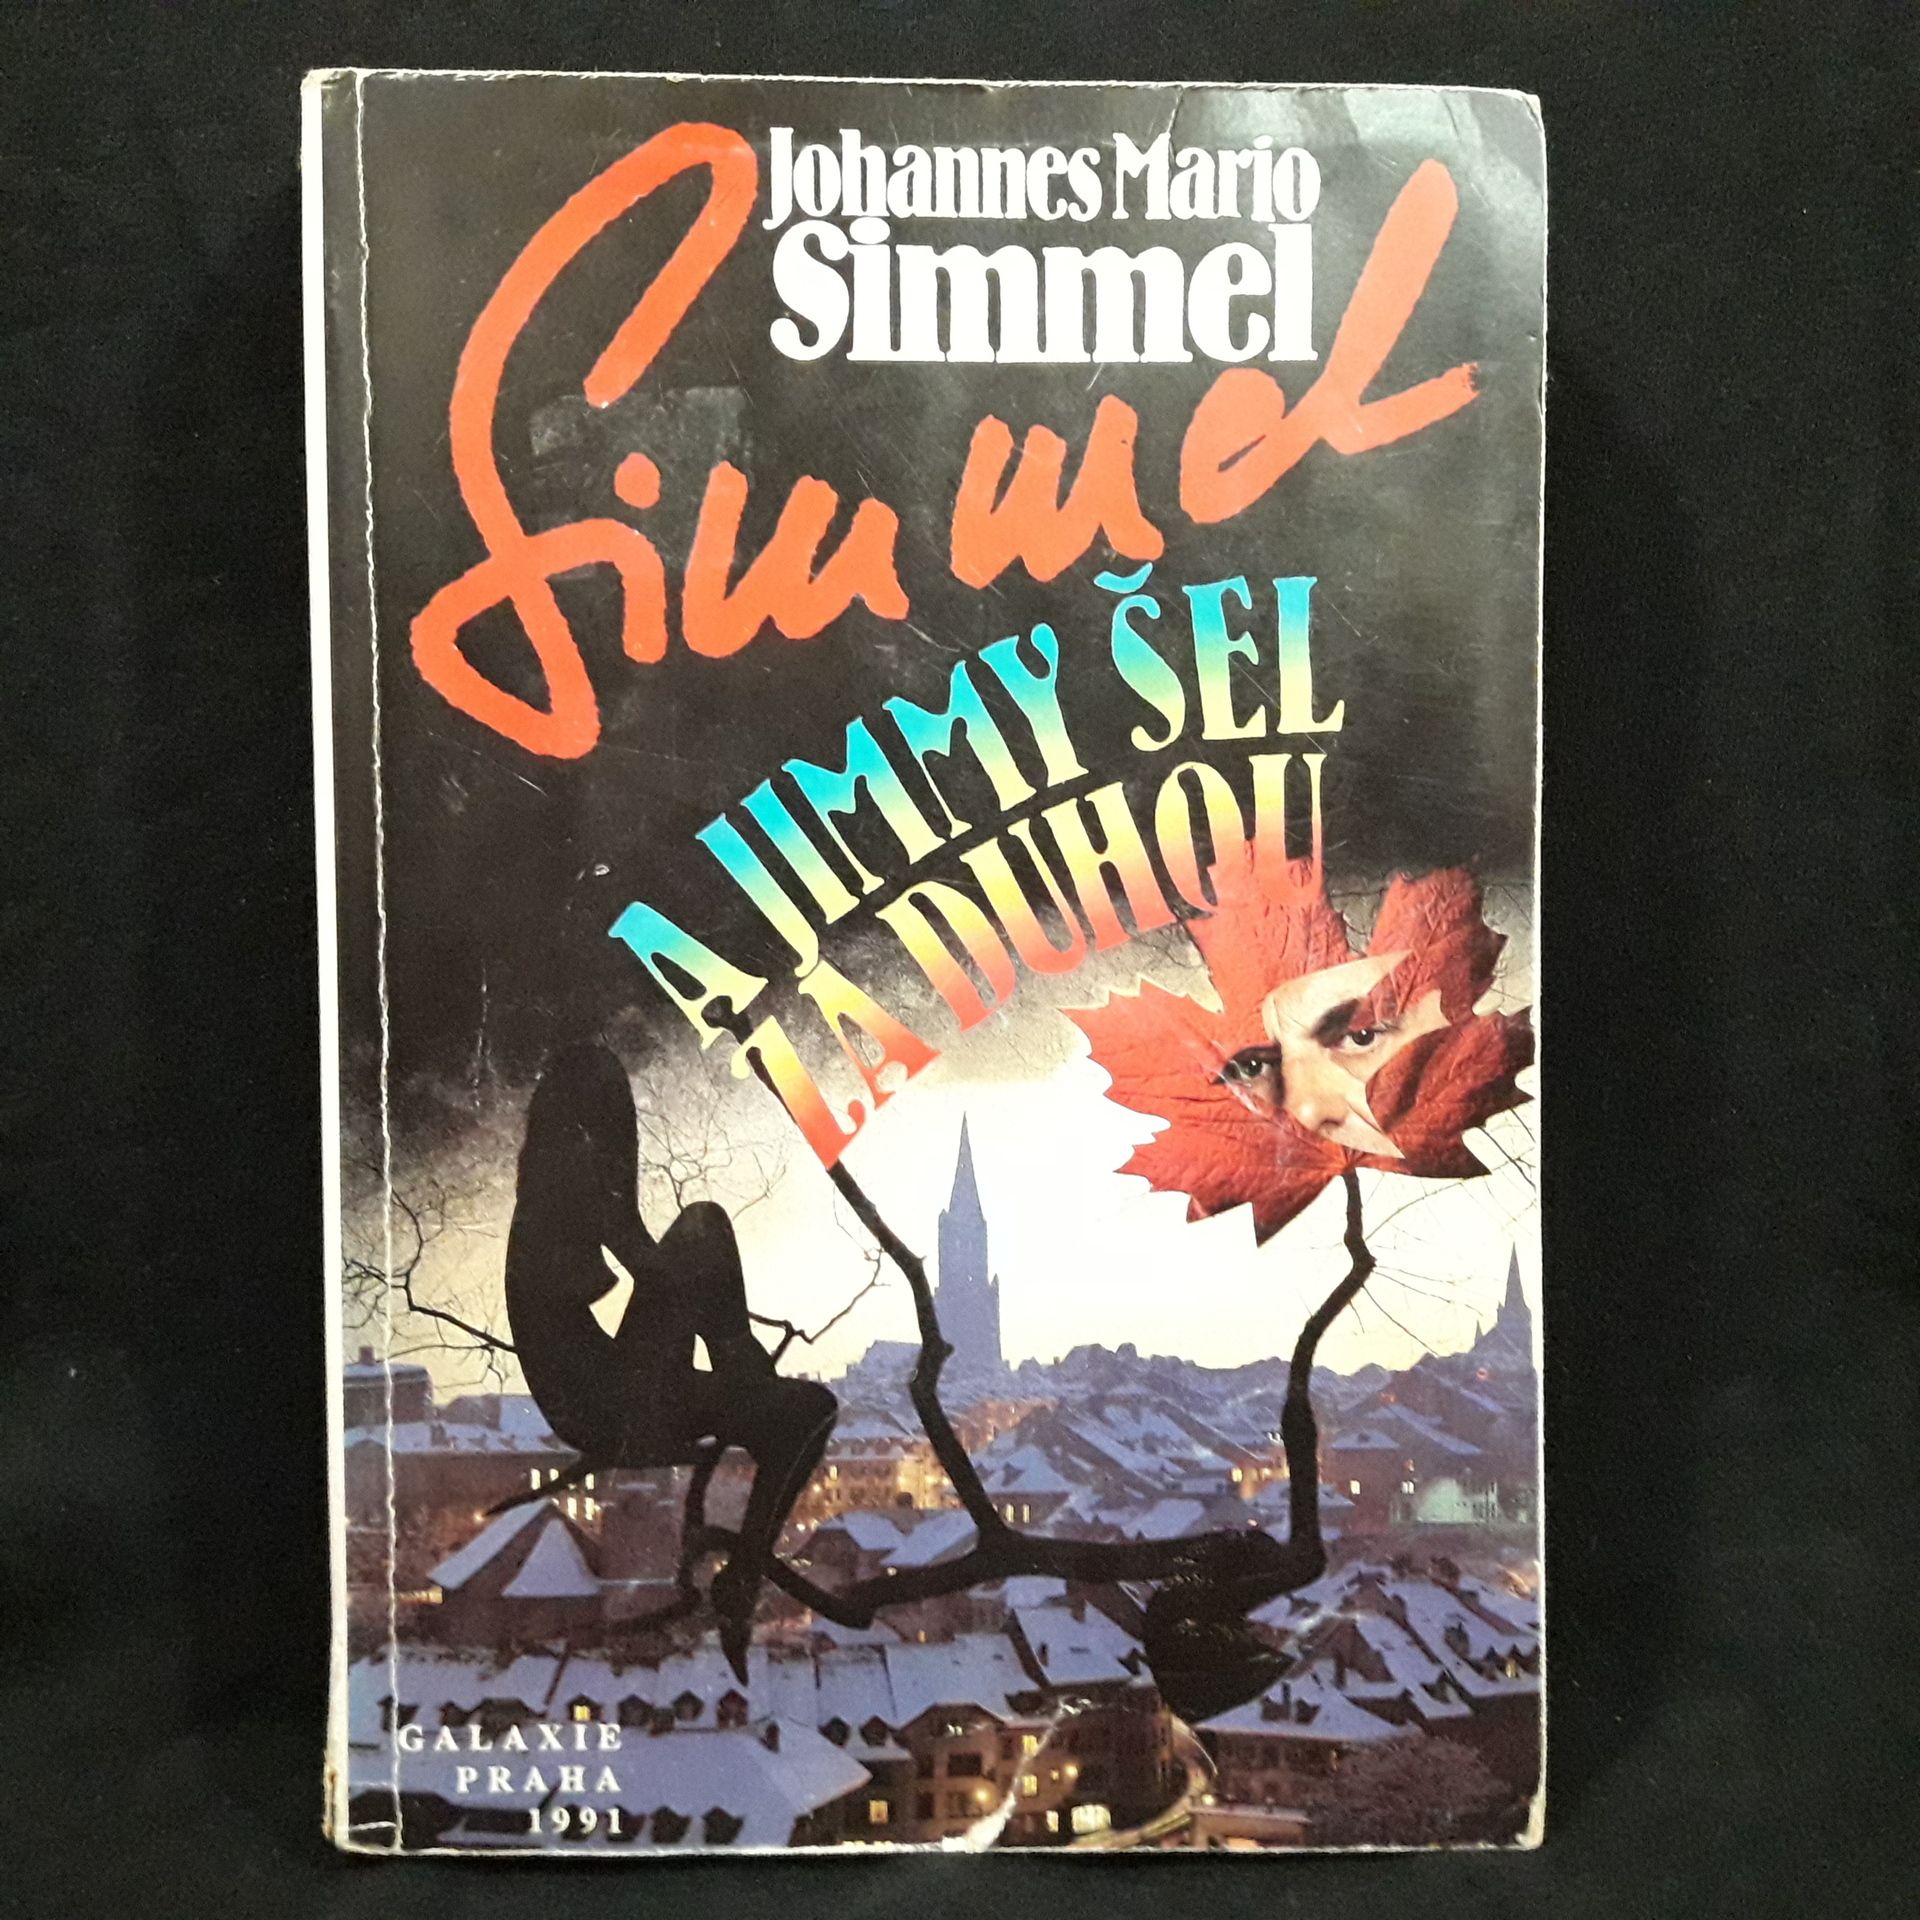 Johannes Mario
Simmel
Simmel
A JIMMY ŠEL
ZA DUHOU
GALAXIE
PRAHA
1991